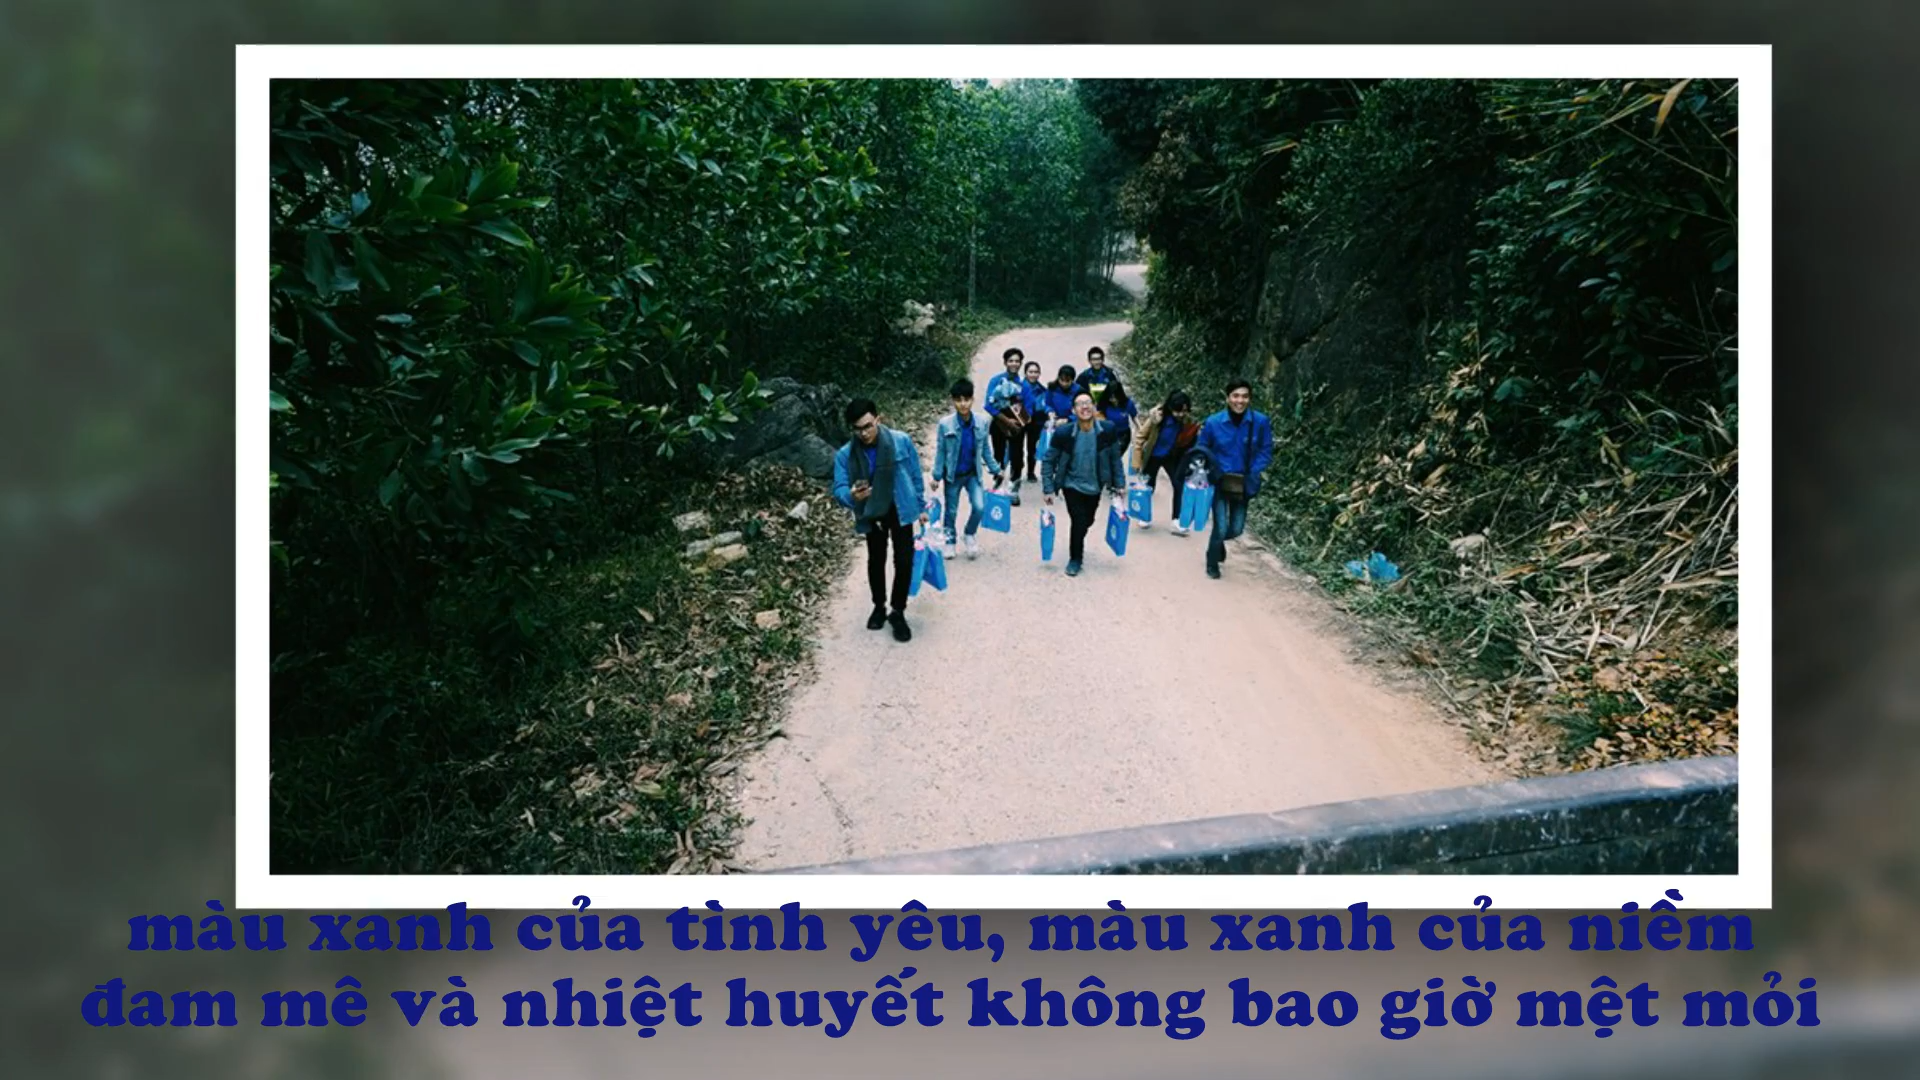 màu xanh của tình yêu, màu xanh của niềm
đam mê và nhiệt huyết không bao giờ mệt mỏi